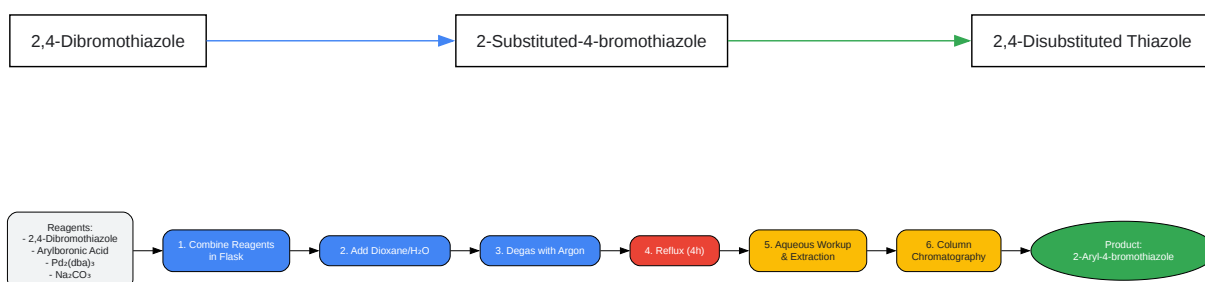 2,4-Dibromothiazole
2-Substituted-4-bromothiazole
2,4-Disubstituted Thiazole
Reagents:
- 2,4-Dibromothiazole
- Arylboronic Acid
- Pd₂(dba)₃
- Na₂CO₃
1. Combine Reagents
in Flask
2. Add Dioxane/H₂O
3. Degas with Argon
4. Reflux (4h)
5. Aqueous Workup
& Extraction
6. Column
Chromatography
Product:
2-Aryl-4-bromothiazole